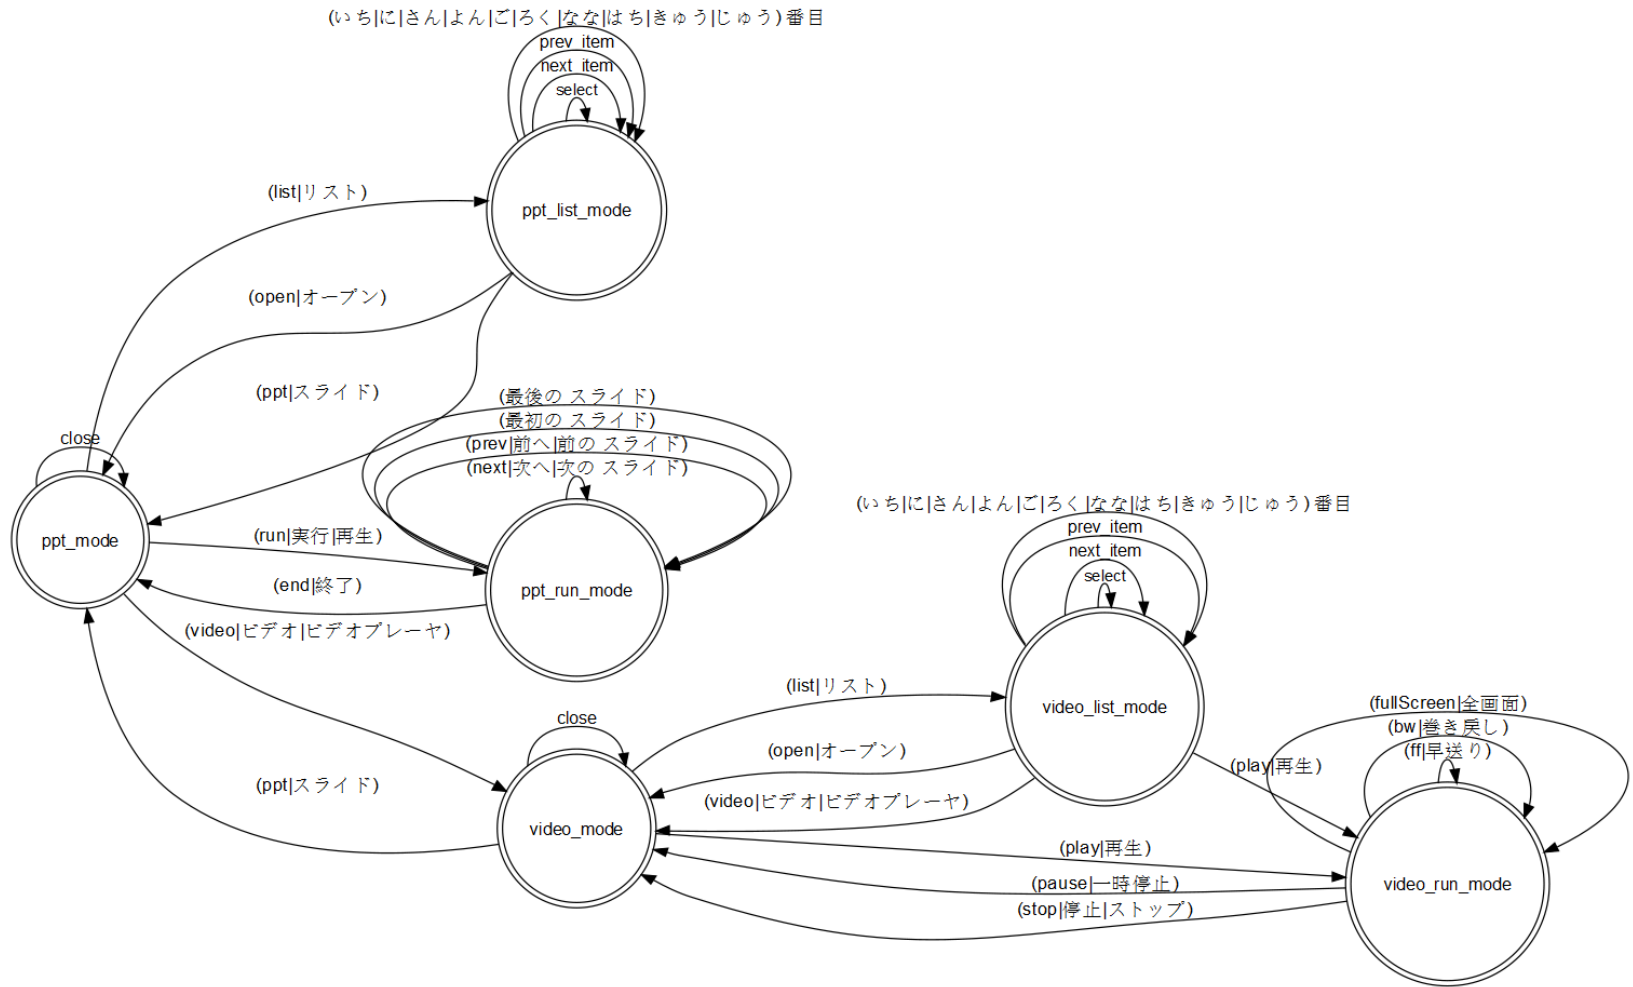 (いち|に|さん|よん|ご|ろく|なな|はち|きゅう|じゅう)番目
prev_item
next_item
select
ppt_list_mode
(list|リスト)
(open|オープン)
(ppt|スライド)
(最後の スライド)
(最初の スライド)
(prev|前へ|前の スライド)
(next|次へ|次の スライド)
close
ppt_mode
(run|実行|再生)
(end|終了)
ppt_run_mode
(video|ビデオ|ビデオプレーヤ)
(いち|に|さん|よん|ご|ろく|なな|はち|きゅう|じゅう)番目
prev_item
next_item
select
video_list_mode
(list|リスト)
(open|オープン)
(video|ビデオ|ビデオプレーヤ)
close
video_mode
(ppt|スライド)
(fullScreen|全画面)
(bw|巻き戻し)
(ff|早送り)
(play|再生)
(play|再生)
(pause|一時停止)
(stop|停止|ストップ)
video_run_mode